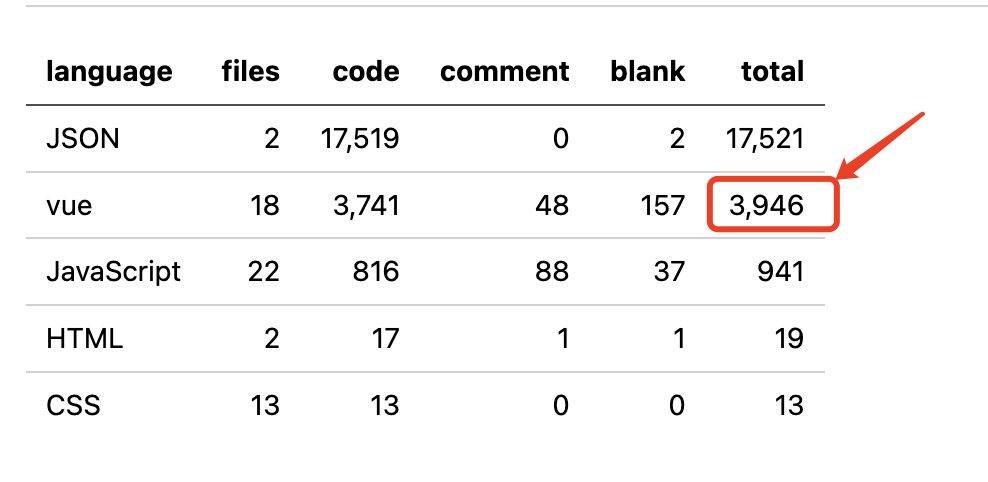 language files code comment blank total
JSON 2 17,519 0 2 17,521
vue 18 3,741 48 157 3,946
JavaScript 22 816 88 37 941
HTML 2 17 1 1 19
CSS 13 13 0 0 13